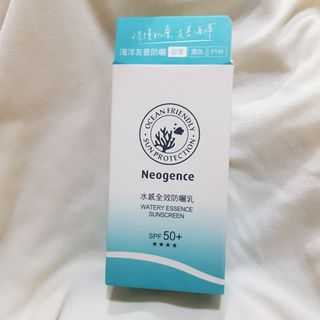 海洋友善防曬 日常 潤色 戶外
OCEAN FRIENDLY
SUN PROTECTION
Neogence
水感全效防曬乳
WATERY ESSENCE
SUNSCREEN
SPF 50+
★★★★